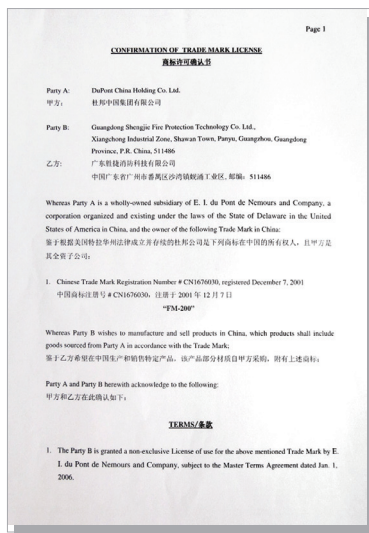 Page 1
CONFIRMATION OF TRADE MARK LICENSE
商标许可确认书
Party A: DuPont China Holding Co. Ltd.
甲方: 杜邦中国集团有限公司
Party B: Guangdong Shengjie Fire Protection Technology Co. Ltd.,
Xiangchong Industrial Zone, Shawan Town, Panyu, Guangzhou, Guangdong
Province, P.R. China, 511486
乙方: 广东胜捷消防科技有限公司
中国广东省广州市番禺区沙湾镇蚬涌工业区, 邮编: 511486
Whereas Party A is a wholly-owned subsidiary of E. I. du Pont de Nemours and Company, a
corporation organized and existing under the laws of the State of Delaware in the United
States of America in China, and the owner of the following Trade Mark in China:
鉴于根据美国特拉华州法律成立并存续的杜邦公司是下列商标在中国的所有权人, 且甲方是
其全资子公司:
1. Chinese Trade Mark Registration Number # CN1676030, registered December 7, 2001
中国商标注册号 # CN1676030, 注册于 2001 年 12 月 7 日
“FM-200”
Whereas Party B wishes to manufacture and sell products in China, which products shall include
goods sourced from Party A in accordance with the Trade Mark;
鉴于乙方希望在中国生产和销售特定产品, 该产品部分材质自甲方采购, 附有上述商标;
Party A and Party B herewith acknowledge to the following:
甲方和乙方在此确认如下:
TERMS/条款
1. The Party B is granted a non-exclusive License of use for the above mentioned Trade Mark by E.
I. du Pont de Nemours and Company, subject to the Master Terms Agreement dated Jan. 1,
2006.